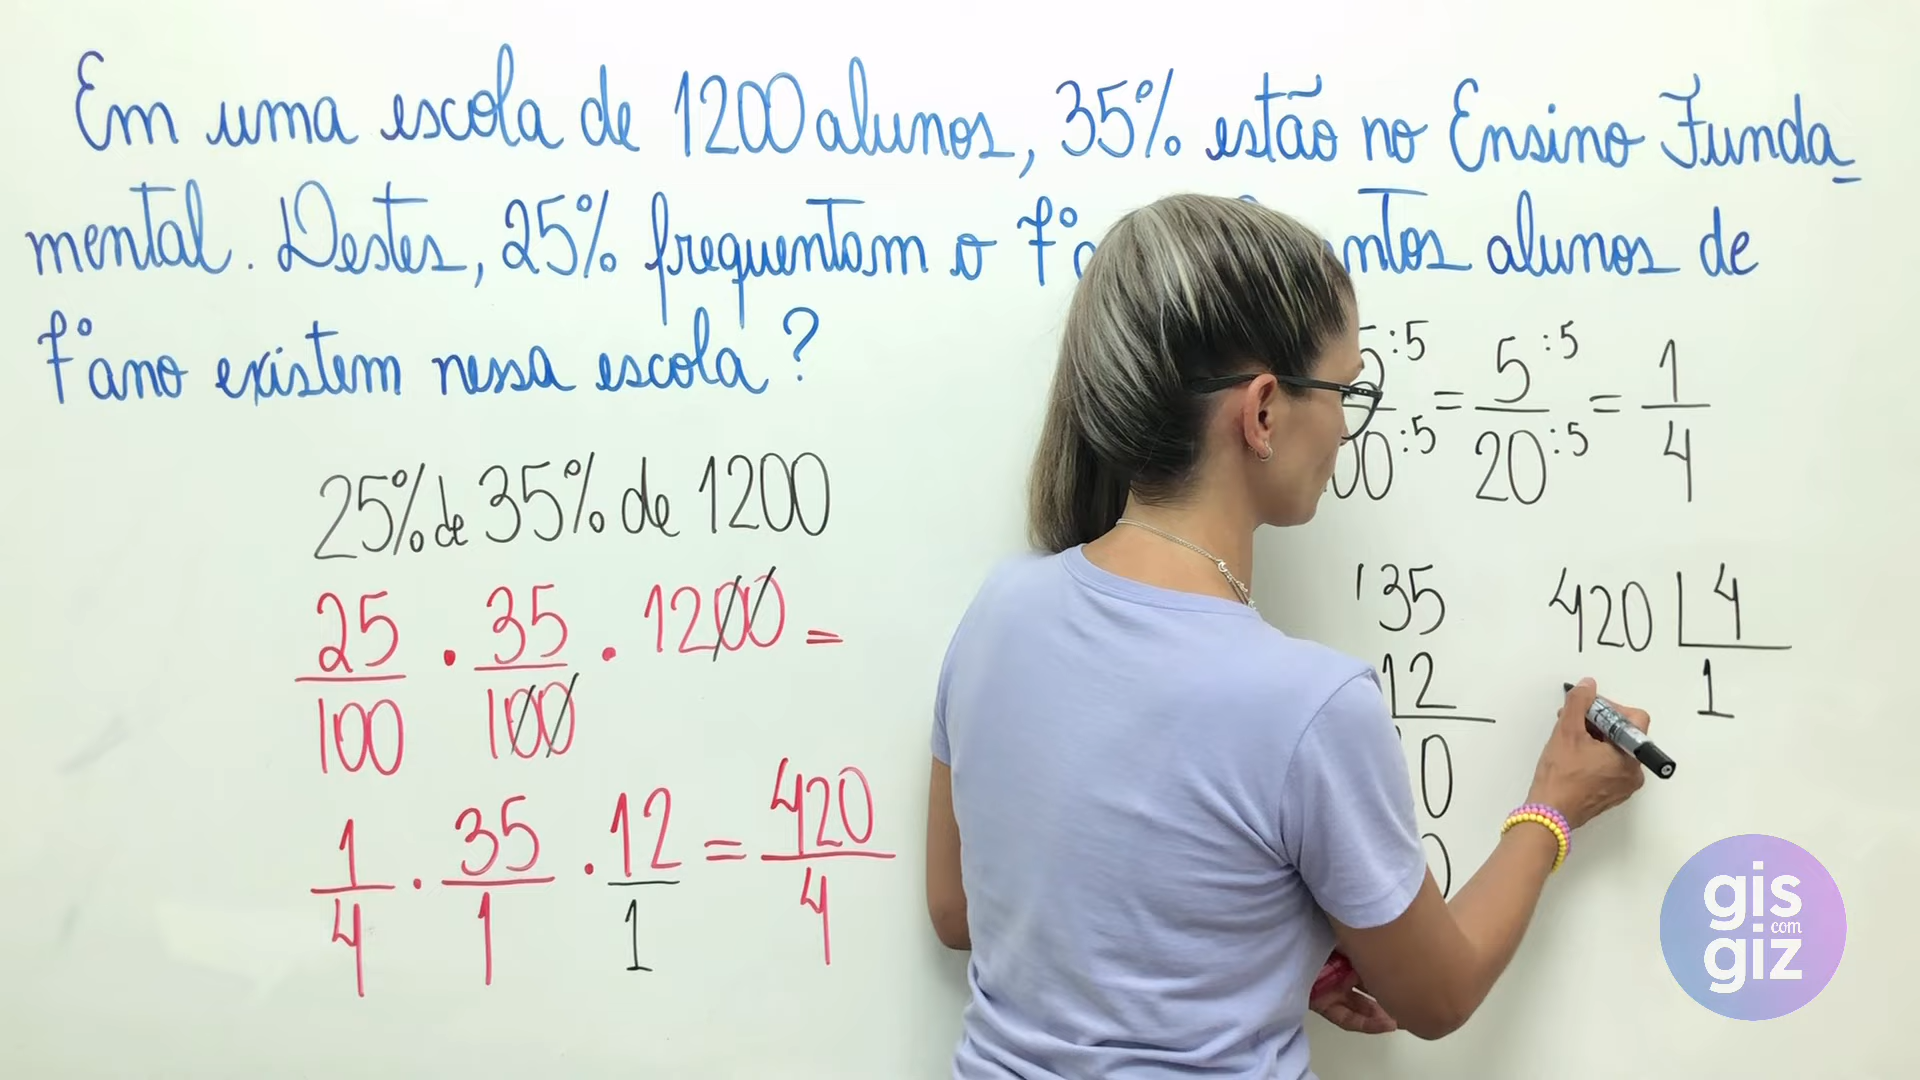 Em uma escola de 1200 alunos, 35% estão no Ensino Funda-
mental. Destes, 25% frequentam o 7º alunos de
7º ano existem nessa escola?
25% de 35% de 1200
25/100 . 35/100 . 1200 =
1/4 . 35/1 . 12/1 = 420/4
:5 / :5 = 5 :5 / 20 :5 = 1/4
35
12
0
420 | 4
1
gis
com
giz